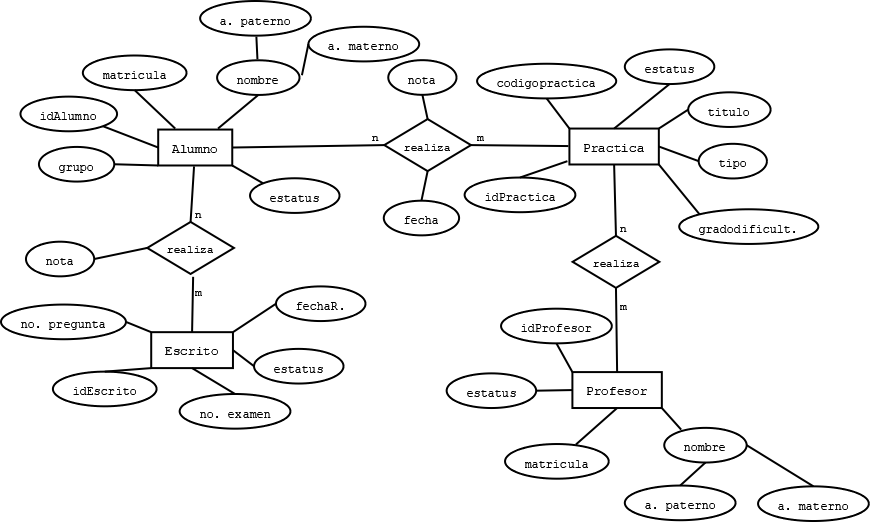 a. paterno
a. materno
matricula
nombre
nota
estatus
codigopractica
idAlumno
titulo
n
m
Alumno
realiza
Practica
grupo
tipo
estatus
idPractica
fecha
gradodificult.
n
n
nota
realiza
realiza
m
m
fechaR.
no. pregunta
idProfesor
Escrito
estatus
idEscrito
estatus
Profesor
no. examen
nombre
matricula
a. paterno
a. materno